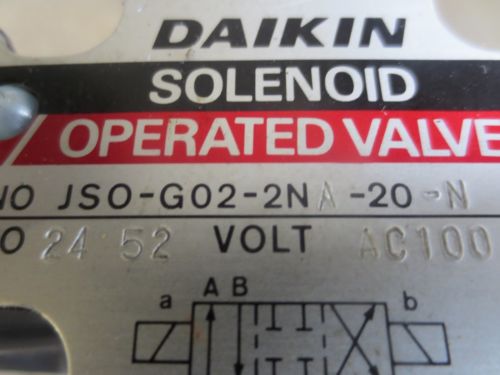 DAIKIN
SOLENOID
OPERATED VALVE
NO JSO-G02-2NA-20-N
O 24 52 VOLT AC100
a A B b